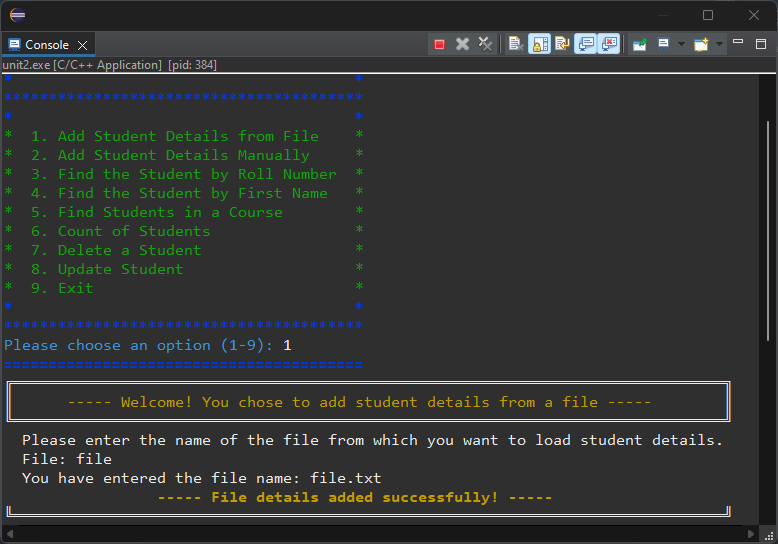 Console
unit2.exe [C/C++ Application] [pid: 384]
* *
****************************************
* *
* 1. Add Student Details from File *
* 2. Add Student Details Manually *
* 3. Find the Student by Roll Number *
* 4. Find the Student by First Name *
* 5. Find Students in a Course *
* 6. Count of Students *
* 7. Delete a Student *
* 8. Update Student *
* 9. Exit *
* *
****************************************
Please choose an option (1-9): 1
========================================
----- Welcome! You chose to add student details from a file -----
Please enter the name of the file from which you want to load student details.
File: file
You have entered the file name: file.txt
----- File details added successfully! -----